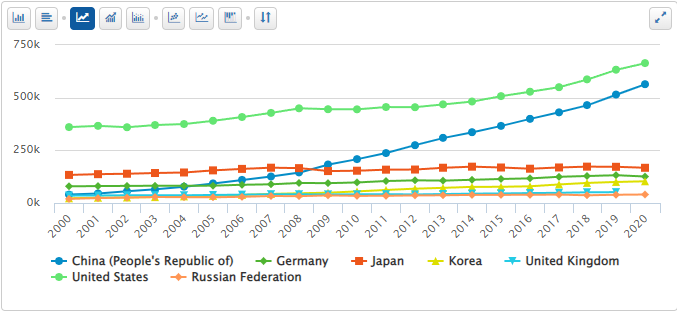 750k
500k
250k
0k
2000 2001 2002 2003 2004 2005 2006 2007 2008 2009 2010 2011 2012 2013 2014 2015 2016 2017 2018 2019 2020
China (People's Republic of) Germany Japan Korea United Kingdom
United States Russian Federation